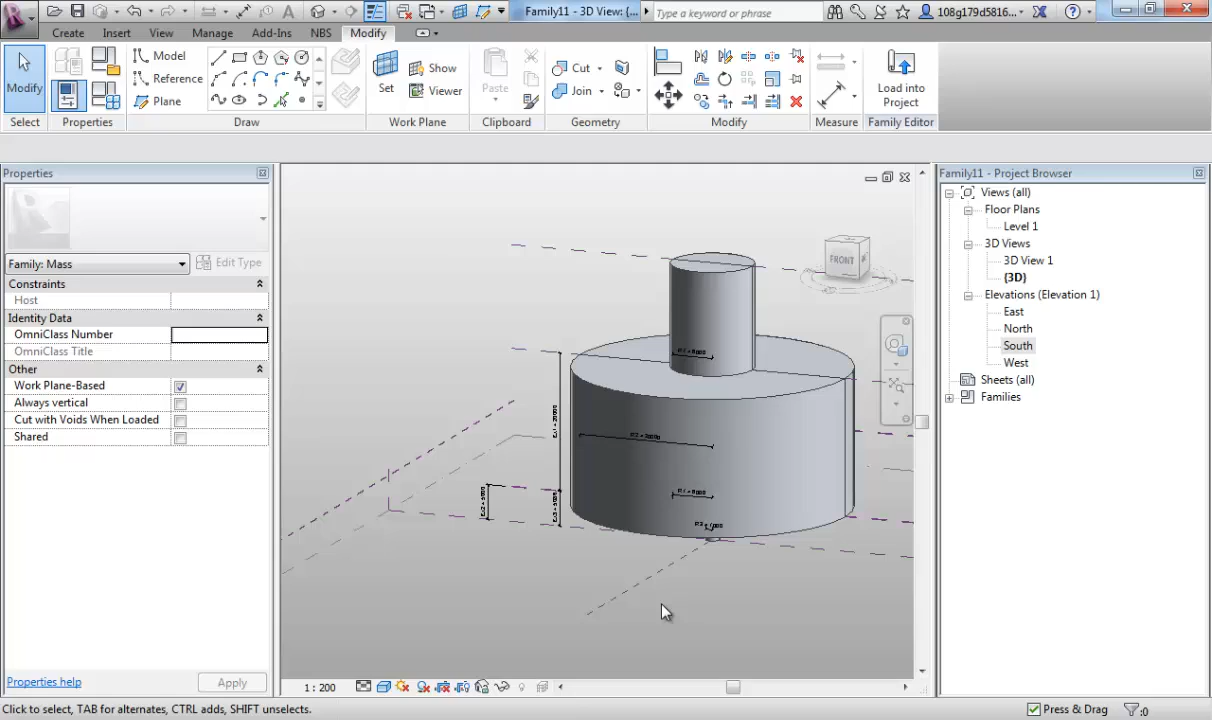 Family11 - 3D View: {...
Type a keyword or phrase
108g179d5816...
Create Insert View Manage Add-Ins NBS Modify
Modify
Model
Reference
Plane
Set
Show
Viewer
Paste
Cut
Join
Load into
Project
Select Properties Draw Work Plane Clipboard Geometry Modify Measure Family Editor
Properties
Family: Mass
Edit Type
Constraints
Host
Identity Data
OmniClass Number
OmniClass Title
Other
Work Plane-Based
Always vertical
Cut with Voids When Loaded
Shared
Properties help
Apply
FRONT
1 : 200
Family11 - Project Browser
Views (all)
Floor Plans
Level 1
3D Views
3D View 1
{3D}
Elevations (Elevation 1)
East
North
South
West
Sheets (all)
Families
Click to select, TAB for alternates, CTRL adds, SHIFT unselects.
Press & Drag
:0